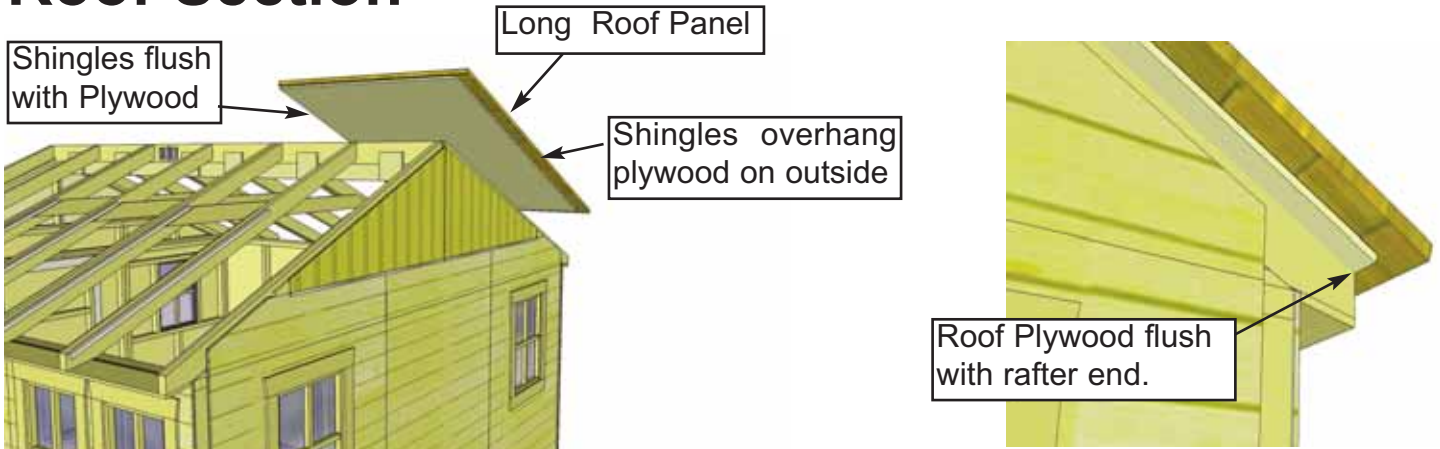 Roof Section
Long Roof Panel
Shingles flush
with Plywood
Shingles overhang
plywood on outside
Roof Plywood flush
with rafter end.